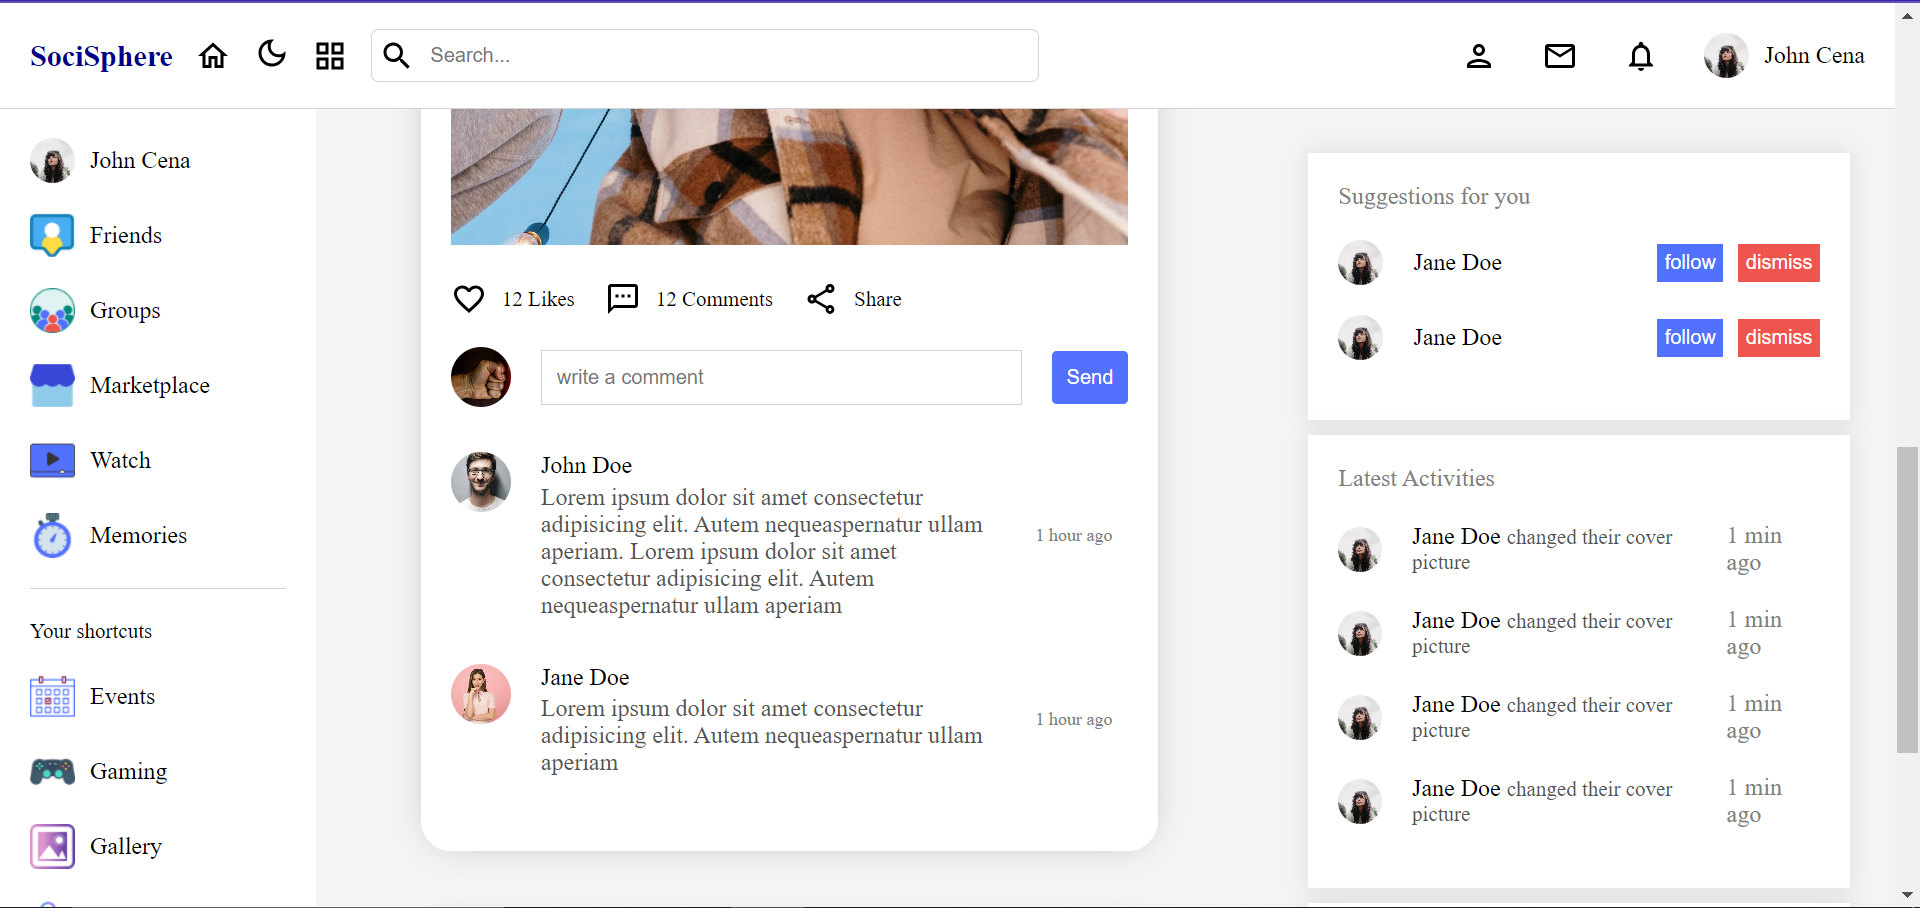 SociSphere
Search...
John Cena
John Cena
Friends
Groups
Marketplace
Watch
Memories
Your shortcuts
Events
Gaming
Gallery
12 Likes
12 Comments
Share
write a comment
Send
John Doe
Lorem ipsum dolor sit amet consectetur
adipisicing elit. Autem nequeaspernatur ullam
aperiam. Lorem ipsum dolor sit amet
consectetur adipisicing elit. Autem
nequeaspernatur ullam aperiam
1 hour ago
Jane Doe
Lorem ipsum dolor sit amet consectetur
adipisicing elit. Autem nequeaspernatur ullam
aperiam
1 hour ago
Suggestions for you
Jane Doe
follow
dismiss
Jane Doe
follow
dismiss
Latest Activities
Jane Doe changed their cover
picture
1 min
ago
Jane Doe changed their cover
picture
1 min
ago
Jane Doe changed their cover
picture
1 min
ago
Jane Doe changed their cover
picture
1 min
ago